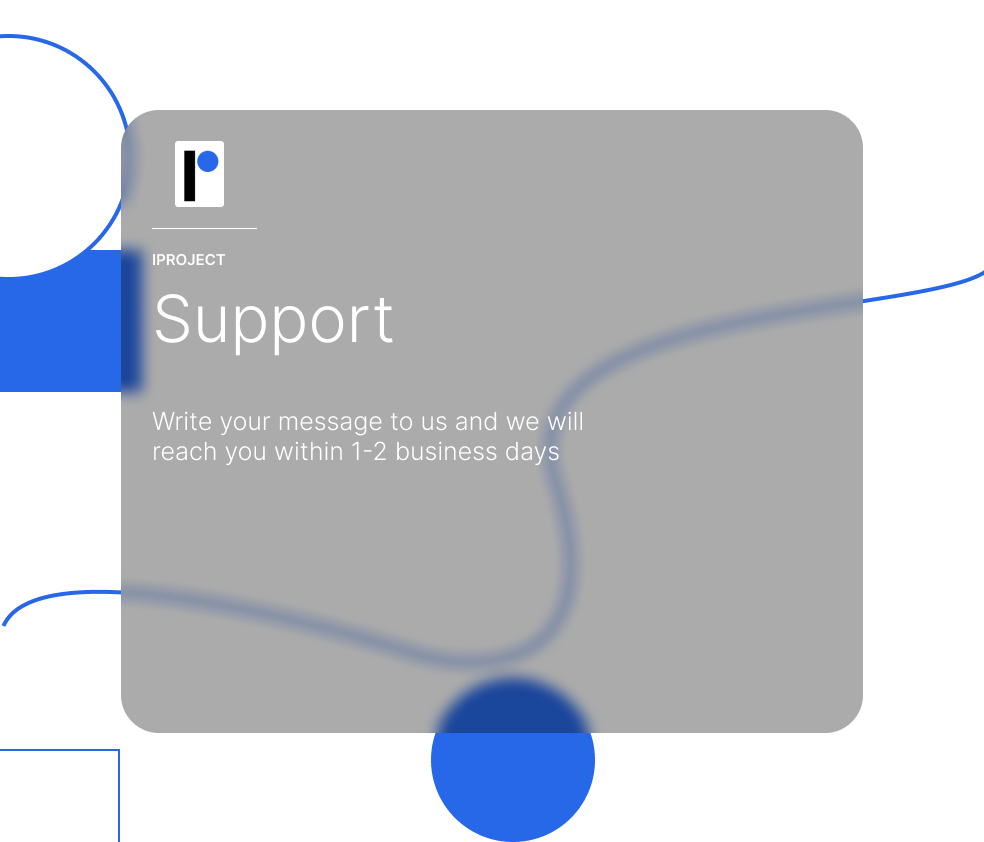 IPROJECT
Support
Write your message to us and we will
reach you within 1-2 business days